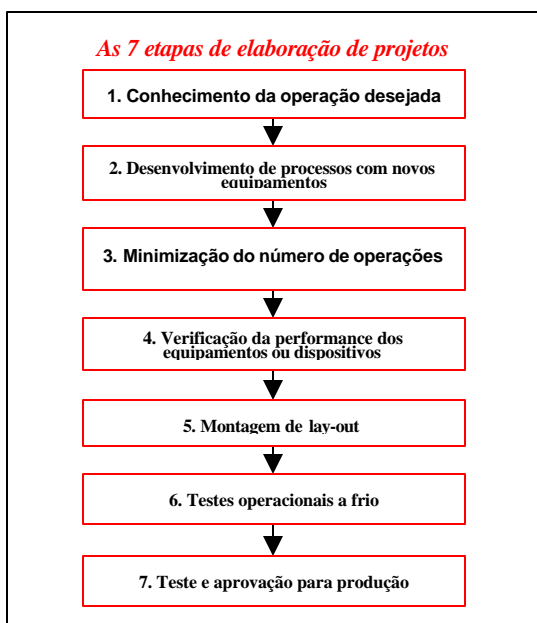 As 7 etapas de elaboração de projetos
1. Conhecimento da operação desejada
2. Desenvolvimento de processos com novos
equipamentos
3. Minimização do número de operações
4. Verificação da performance dos
equipamentos ou dispositivos
5. Montagem de lay-out
6. Testes operacionais a frio
7. Teste e aprovação para produção